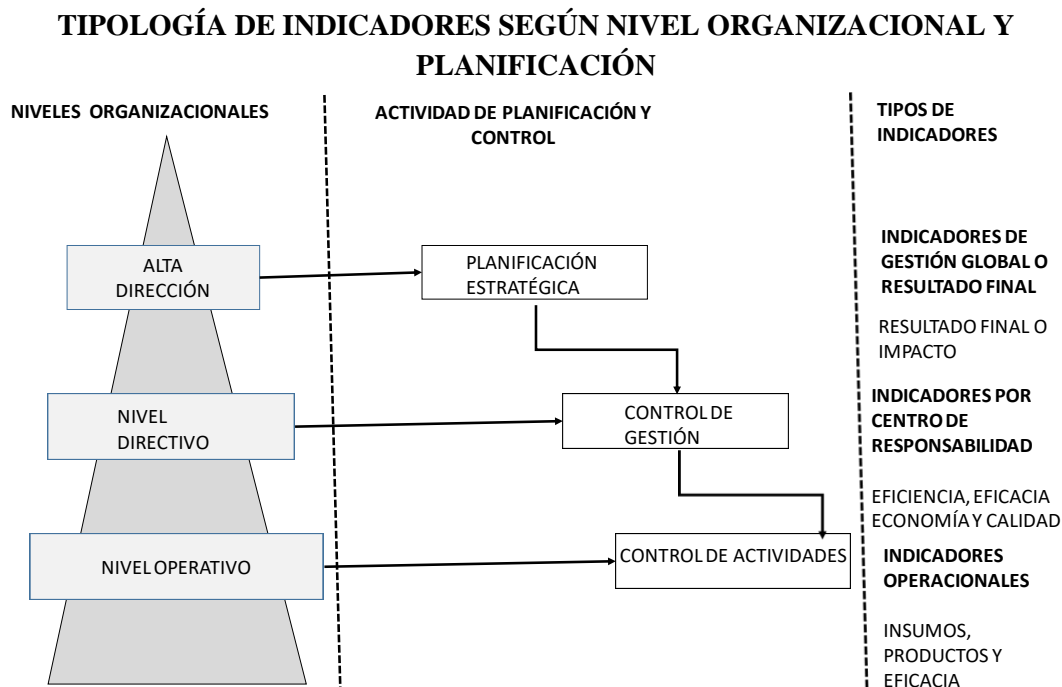 TIPOLOGÍA DE INDICADORES SEGÚN NIVEL ORGANIZACIONAL Y
PLANIFICACIÓN
NIVELES ORGANIZACIONALES
ACTIVIDAD DE PLANIFICACIÓN Y
CONTROL
TIPOS DE
INDICADORES
ALTA
DIRECCIÓN
PLANIFICACIÓN
ESTRATÉGICA
INDICADORES DE
GESTIÓN GLOBAL O
RESULTADO FINAL
RESULTADO FINAL O
IMPACTO
NIVEL
DIRECTIVO
CONTROL DE
GESTIÓN
INDICADORES POR
CENTRO DE
RESPONSABILIDAD
EFICIENCIA, EFICACIA
ECONOMÍA Y CALIDAD
NIVEL OPERATIVO
CONTROL DE ACTIVIDADES
INDICADORES
OPERACIONALES
INSUMOS,
PRODUCTOS Y
EFICACIA